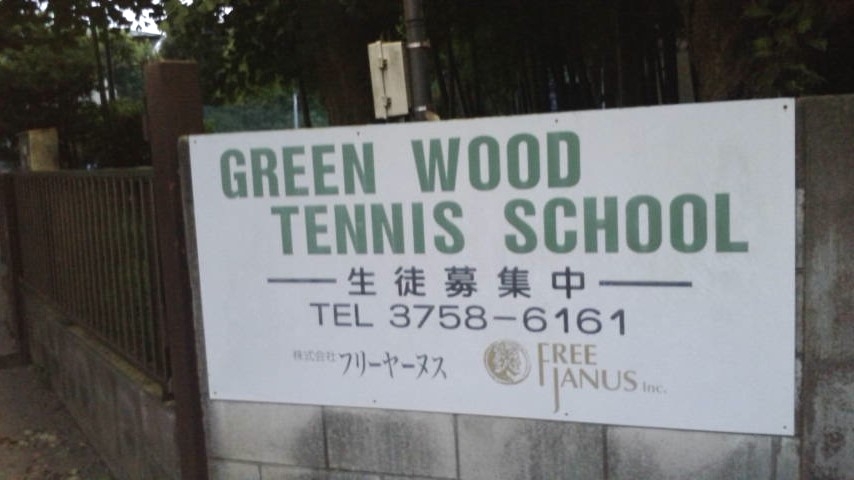 GREEN WOOD
TENNIS SCHOOL
生徒募集中
TEL 3758-6161
株式会社 フリーヤーヌス
FREE
JANUS Inc.